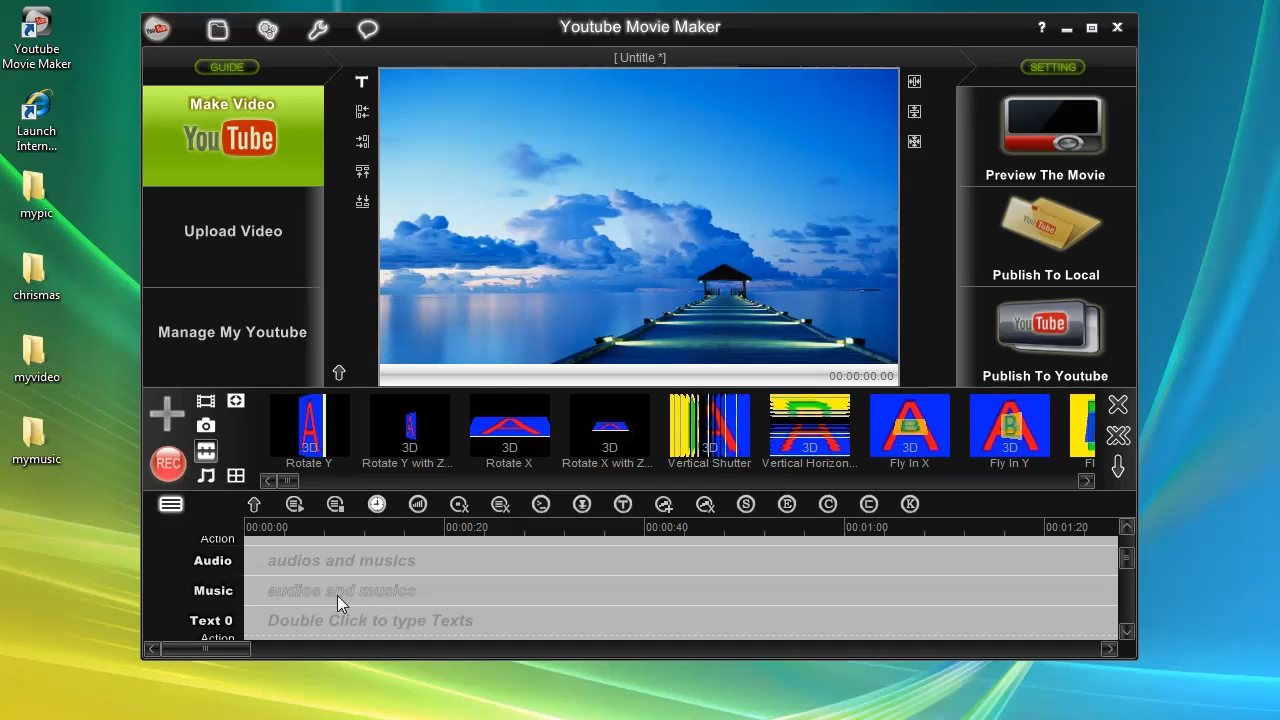 Youtube
Movie Maker
Launch
Intern...
mypic
chrismas
myvideo
mymusic
You Tube
Youtube Movie Maker
?
[ Untitle *]
GUIDE
Make Video
YouTube
Upload Video
Manage My Youtube
T
00:00:00.00
SETTING
Preview The Movie
YouTube
Publish To Local
YouTube
Publish To Youtube
REC
3D
Rotate Y
3D
Rotate Y with Z...
3D
Rotate X
3D
Rotate X with Z...
3D
Vertical Shutter
3D
Vertical Horizon...
B
3D
Fly In X
B
3D
Fly In Y
T
S
E
C
K
00:00:00
00:00:20
00:00:40
00:01:00
00:01:20
Action
Audio
audios and musics
Music
audios and musics
Text 0
Double Click to type Texts
Action